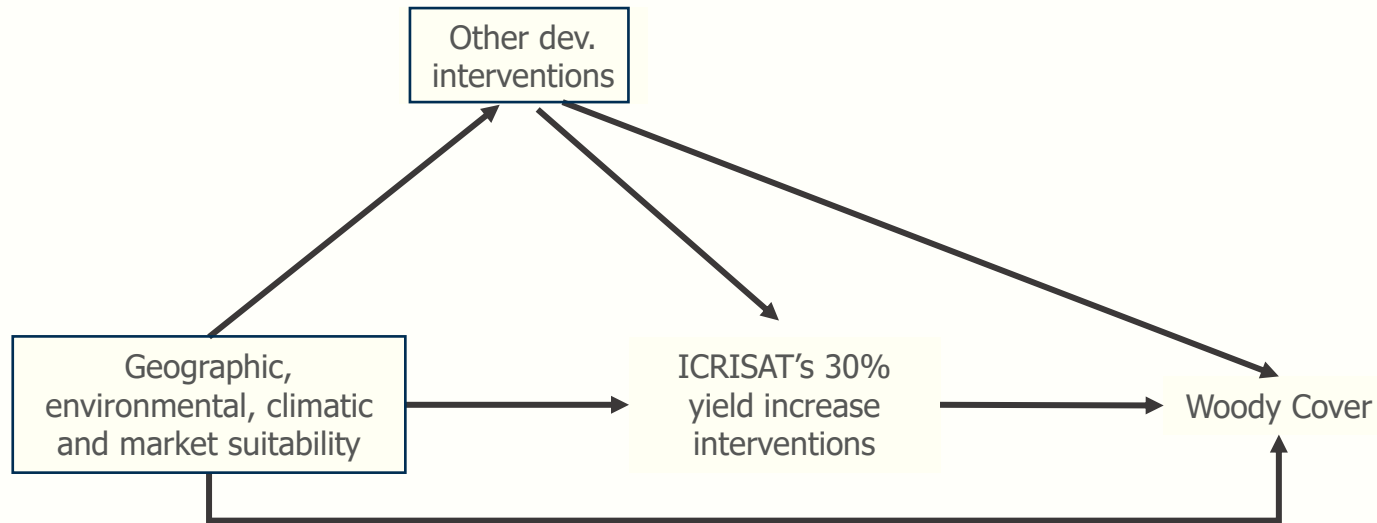 Other dev.
interventions
Geographic,
environmental, climatic
and market suitability
ICRISAT’s 30%
yield increase
interventions
Woody Cover